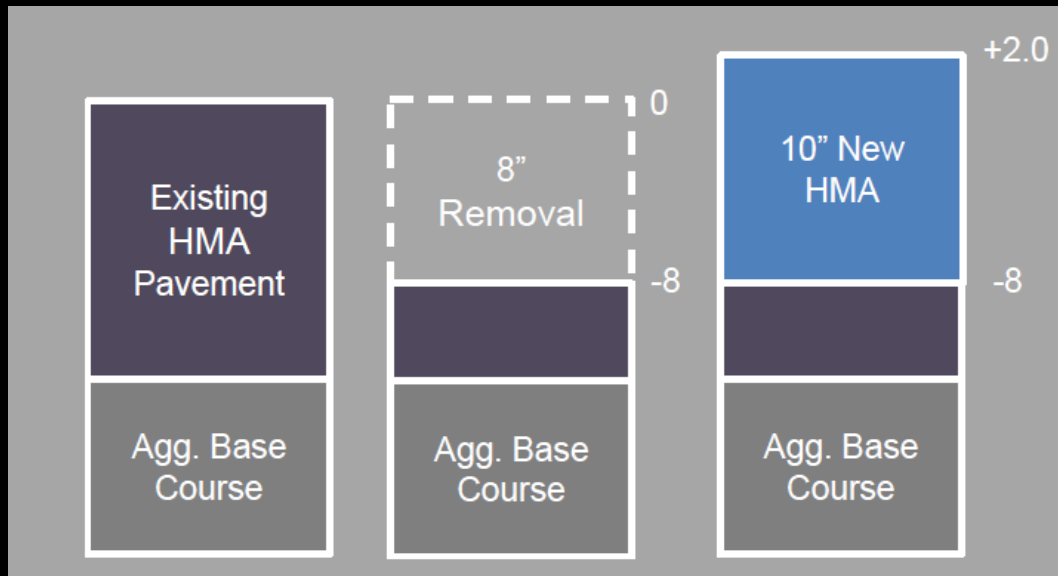 Existing
HMA
Pavement
Agg. Base
Course
8”
Removal
0
-8
Agg. Base
Course
+2.0
10” New
HMA
-8
Agg. Base
Course